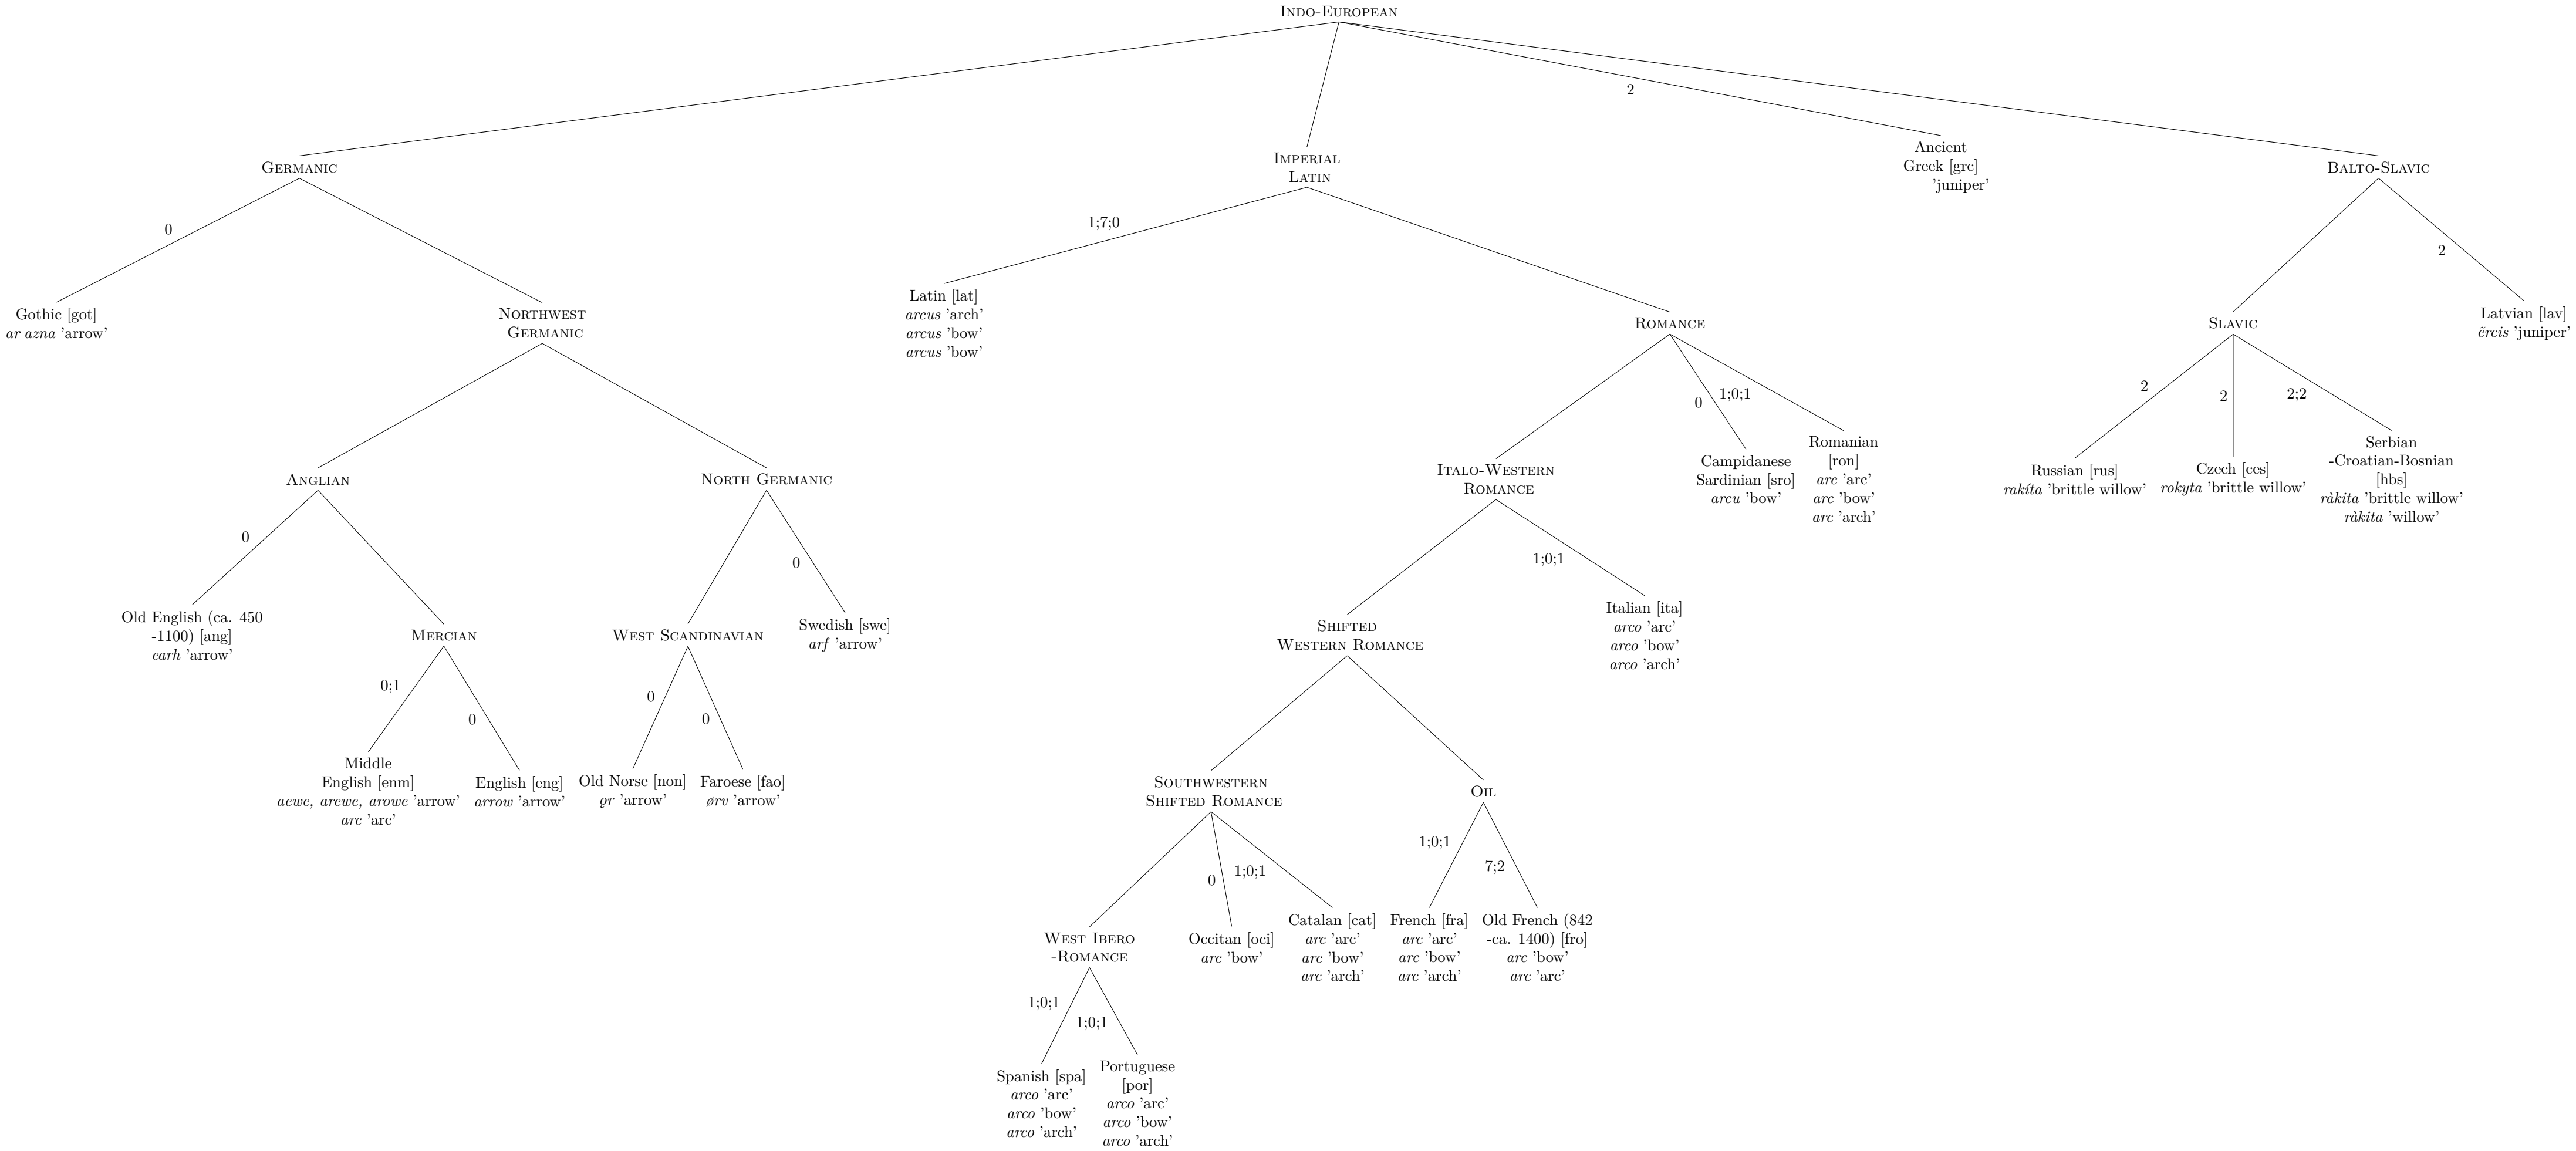 INDO-EUROPEAN
2
GERMANIC
IMPERIAL
LATIN
Ancient
Greek [grc]
'juniper'
BALTO-SLAVIC
0
1;7;0
2
Gothic [got]
ar azna 'arrow'
NORTHWEST
GERMANIC
Latin [lat]
arcus 'arch'
arcus 'bow'
arcus 'bow'
ROMANCE
SLAVIC
Latvian [lav]
ẽrcis 'juniper'
0
1;0;1
2
2
2;2
ANGLIAN
NORTH GERMANIC
ITALO-WESTERN
ROMANCE
Campidanese
Sardinian [sro]
arcu 'bow'
Romanian
[ron]
arc 'arc'
arc 'bow'
arc 'arch'
Russian [rus]
rakíta 'brittle willow'
Czech [ces]
rokyta 'brittle willow'
Serbian
-Croatian-Bosnian
[hbs]
ràkita 'brittle willow'
ràkita 'willow'
0
0
1;0;1
Old English (ca. 450
-1100) [ang]
earh 'arrow'
MERCIAN
WEST SCANDINAVIAN
Swedish [swe]
arf 'arrow'
SHIFTED
WESTERN ROMANCE
Italian [ita]
arco 'arc'
arco 'bow'
arco 'arch'
0;1
0
0
0
Middle
English [enm]
aewe, arewe, arowe 'arrow'
arc 'arc'
English [eng]
arrow 'arrow'
Old Norse [non]
ǫr 'arrow'
Faroese [fao]
ørv 'arrow'
SOUTHWESTERN
SHIFTED ROMANCE
OIL
0
1;0;1
1;0;1
7;2
WEST IBERO
-ROMANCE
Occitan [oci]
arc 'bow'
Catalan [cat]
arc 'arc'
arc 'bow'
arc 'arch'
French [fra]
arc 'arc'
arc 'bow'
arc 'arch'
Old French (842
-ca. 1400) [fro]
arc 'bow'
arc 'arc'
1;0;1
1;0;1
Spanish [spa]
arco 'arc'
arco 'bow'
arco 'arch'
Portuguese
[por]
arco 'arc'
arco 'bow'
arco 'arch'